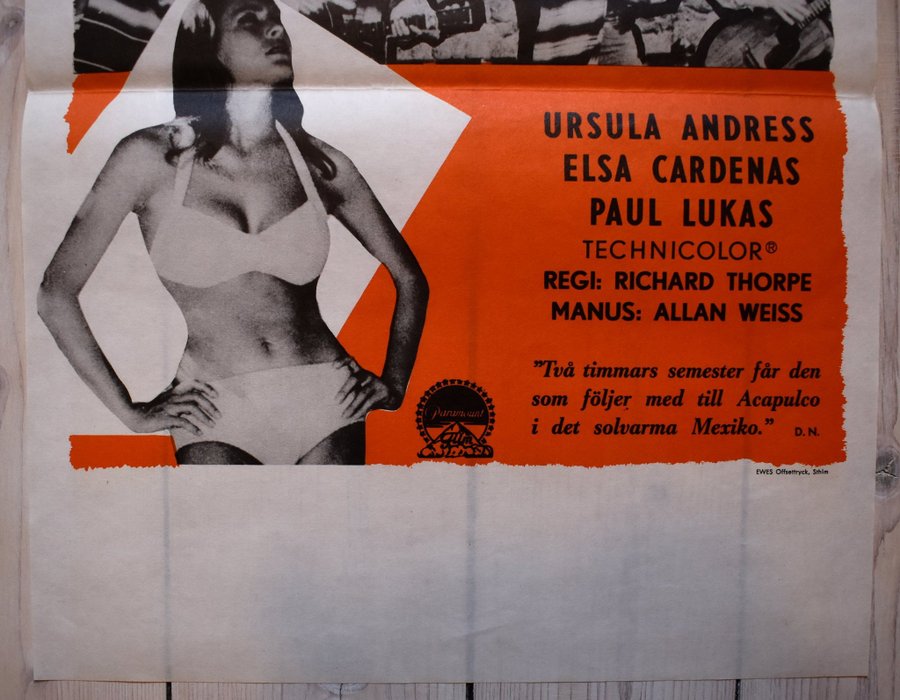 URSULA ANDRESS
ELSA CARDENAS
PAUL LUKAS
TECHNICOLOR®
REGI: RICHARD THORPE
MANUS: ALLAN WEISS
"Två timmars semester får den
som följer med till Acapulco
i det solvarma Mexiko." D. N.
Paramount
EWES Offsettryck, Sthlm